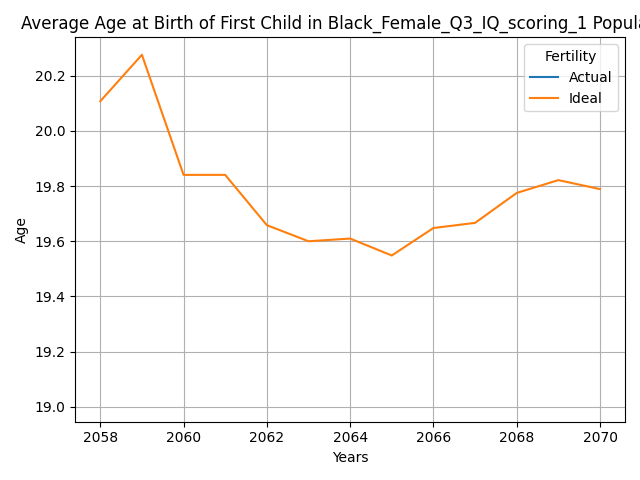 Average Age at Birth of First Child in Black_Female_Q3_IQ_scoring_1
Fertility
Actual
Ideal
20.2
20.0
19.8
19.6
19.4
19.2
19.0
Age
2058 2060 2062 2064 2066 2068 2070
Years